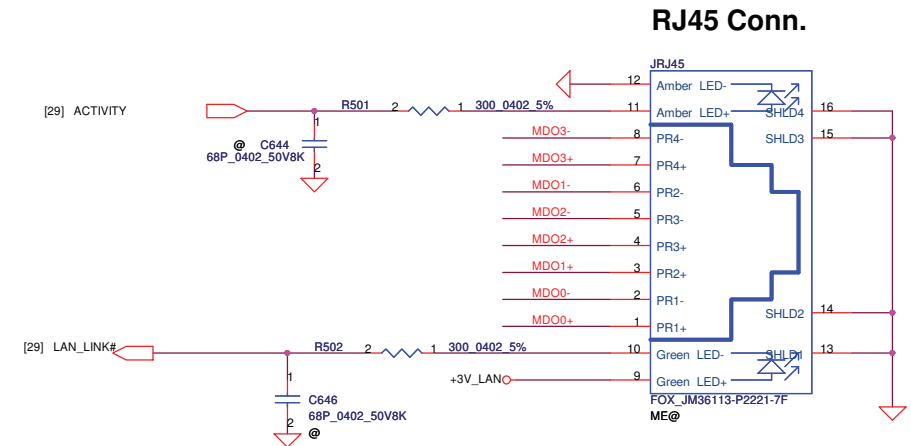 RJ45 Conn.
JRJ45
12 Amber LED-
[29] ACTIVITY R501 2 1 300_0402_5% 11 Amber LED+ SHLD4 16
1
@ C644
68P_0402_50V8K
2
MDO3- 8 PR4- SHLD3 15
MDO3+ 7 PR4+
MDO1- 6 PR2-
MDO2- 5 PR3-
MDO2+ 4 PR3+
MDO1+ 3 PR2+
MDO0- 2 PR1- SHLD2 14
MDO0+ 1 PR1+
[29] LAN_LINK# R502 2 1 300_0402_5% 10 Green LED- SHLD1 13
+3V_LAN 9 Green LED+
1
C646
68P_0402_50V8K
2
@
FOX_JM36113-P2221-7F
ME@